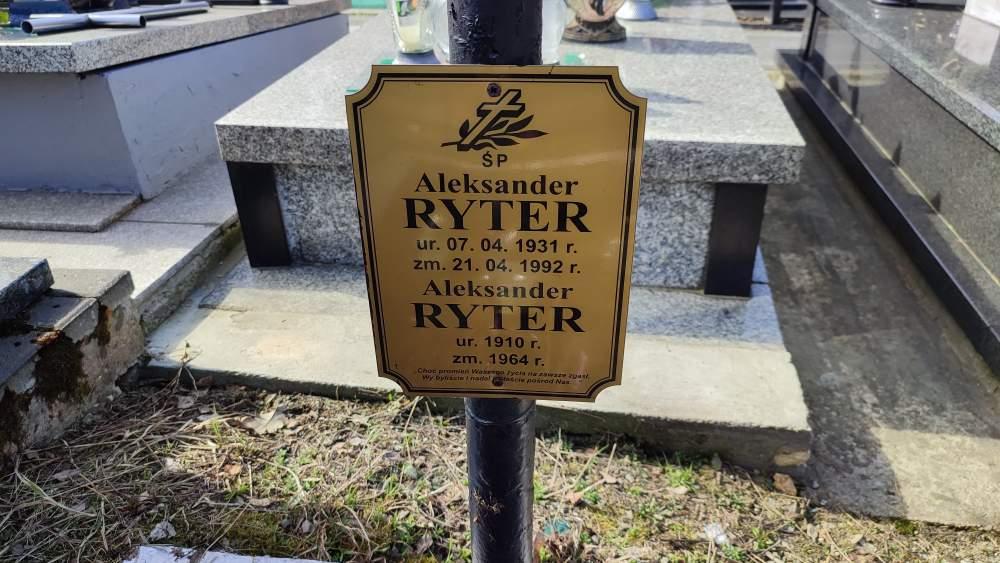 ŚP
Aleksander
RYTER
ur. 07. 04. 1931 r.
zm. 21. 04. 1992 r.
Aleksander
RYTER
ur. 1910 r.
zm. 1964 r.
„Choć promień Waszego życia na zawsze zgasł,
Wy byliście i nadal jesteście pośród Nas."